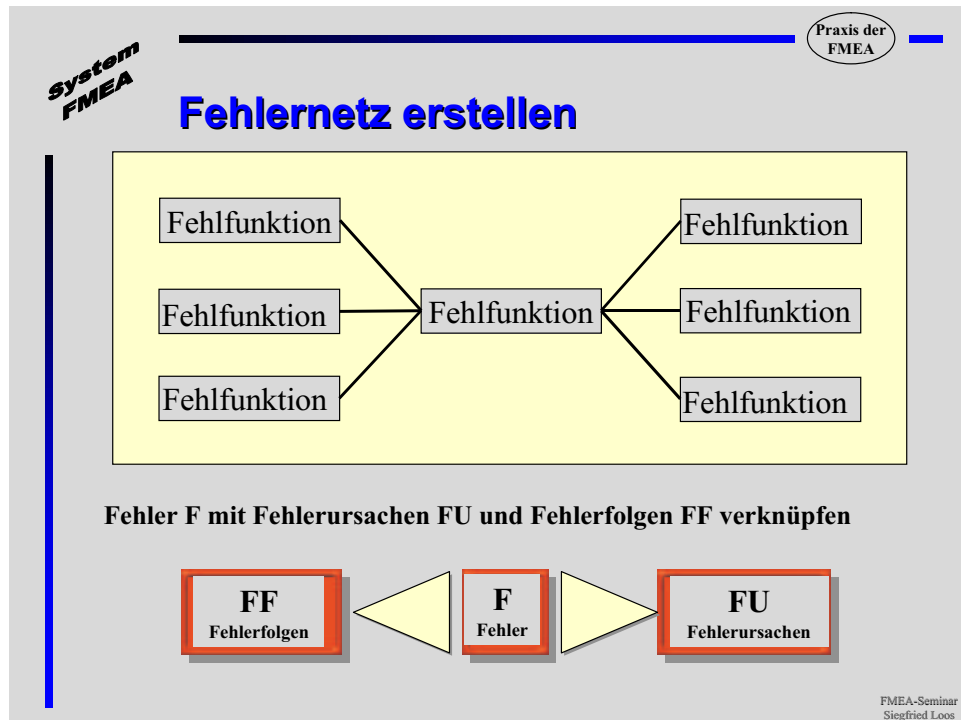 Praxis der
FMEA
System
FMEA
Fehlernetz erstellen
Fehlfunktion
Fehlfunktion
Fehlfunktion
Fehlfunktion
Fehlfunktion
Fehlfunktion
Fehlfunktion
Fehler F mit Fehlerursachen FU und Fehlerfolgen FF verknüpfen
FF
Fehlerfolgen
F
Fehler
FU
Fehlerursachen
FMEA-Seminar
Siegfried Loos